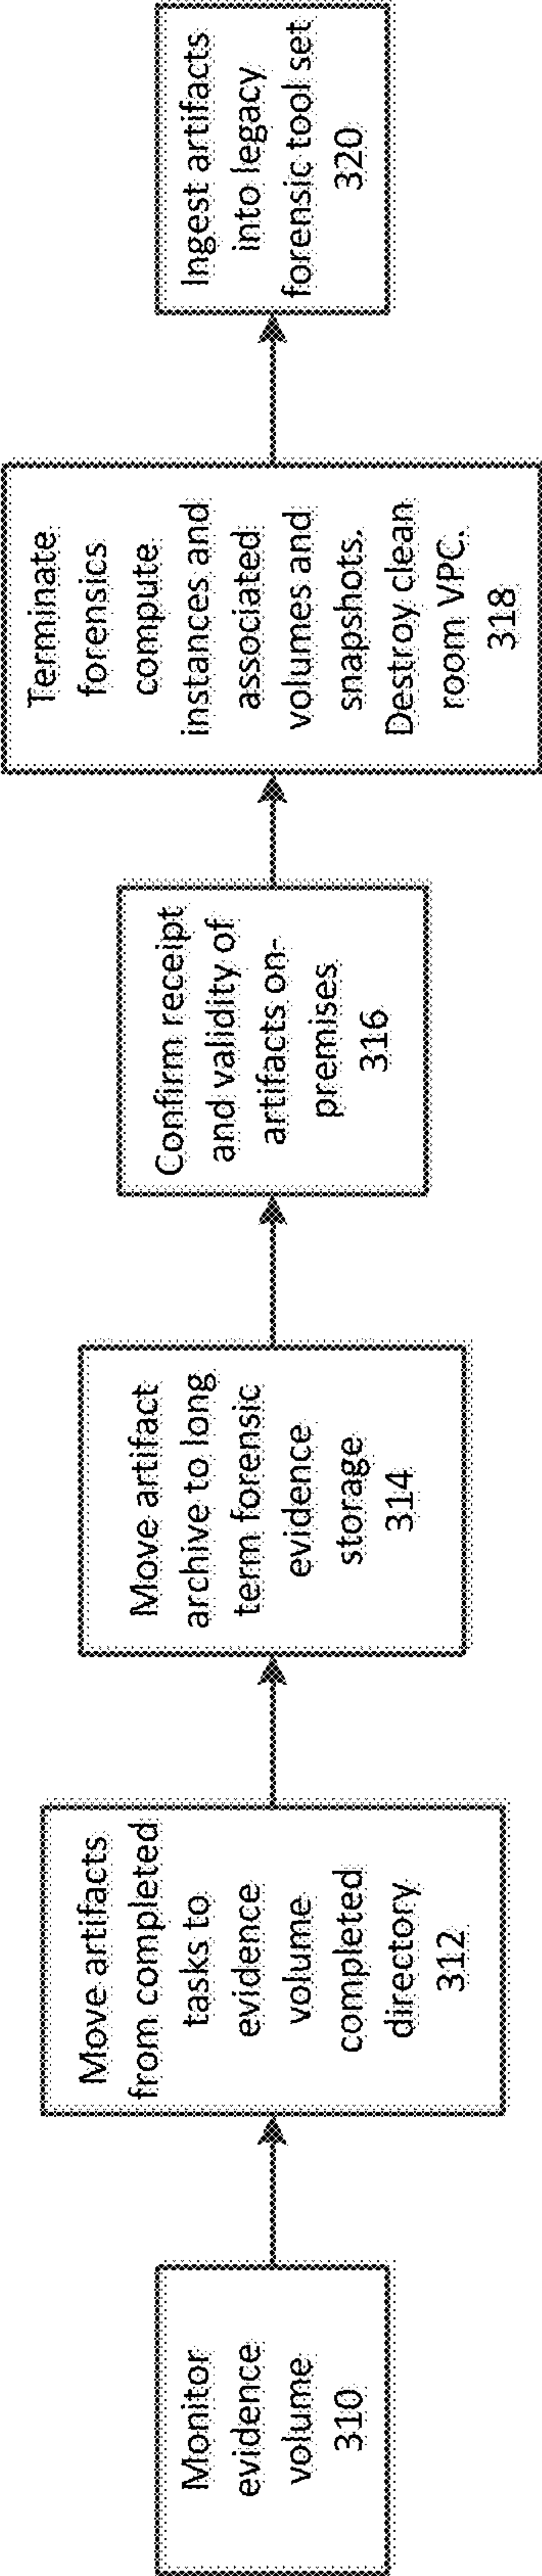 Monitor
evidence
volume
310
Move artifacts
from completed
tasks to
evidence
volume
completed
directory
312
Move artifact
archive to long
term forensic
evidence
storage
314
Confirm receipt
and validity of
artifacts on-
premises
316
Terminate
forensics
compute
instances and
associated
volumes and
snapshots.
Destroy clean
room VPC.
318
Ingest artifacts
into legacy
forensic tool set
320